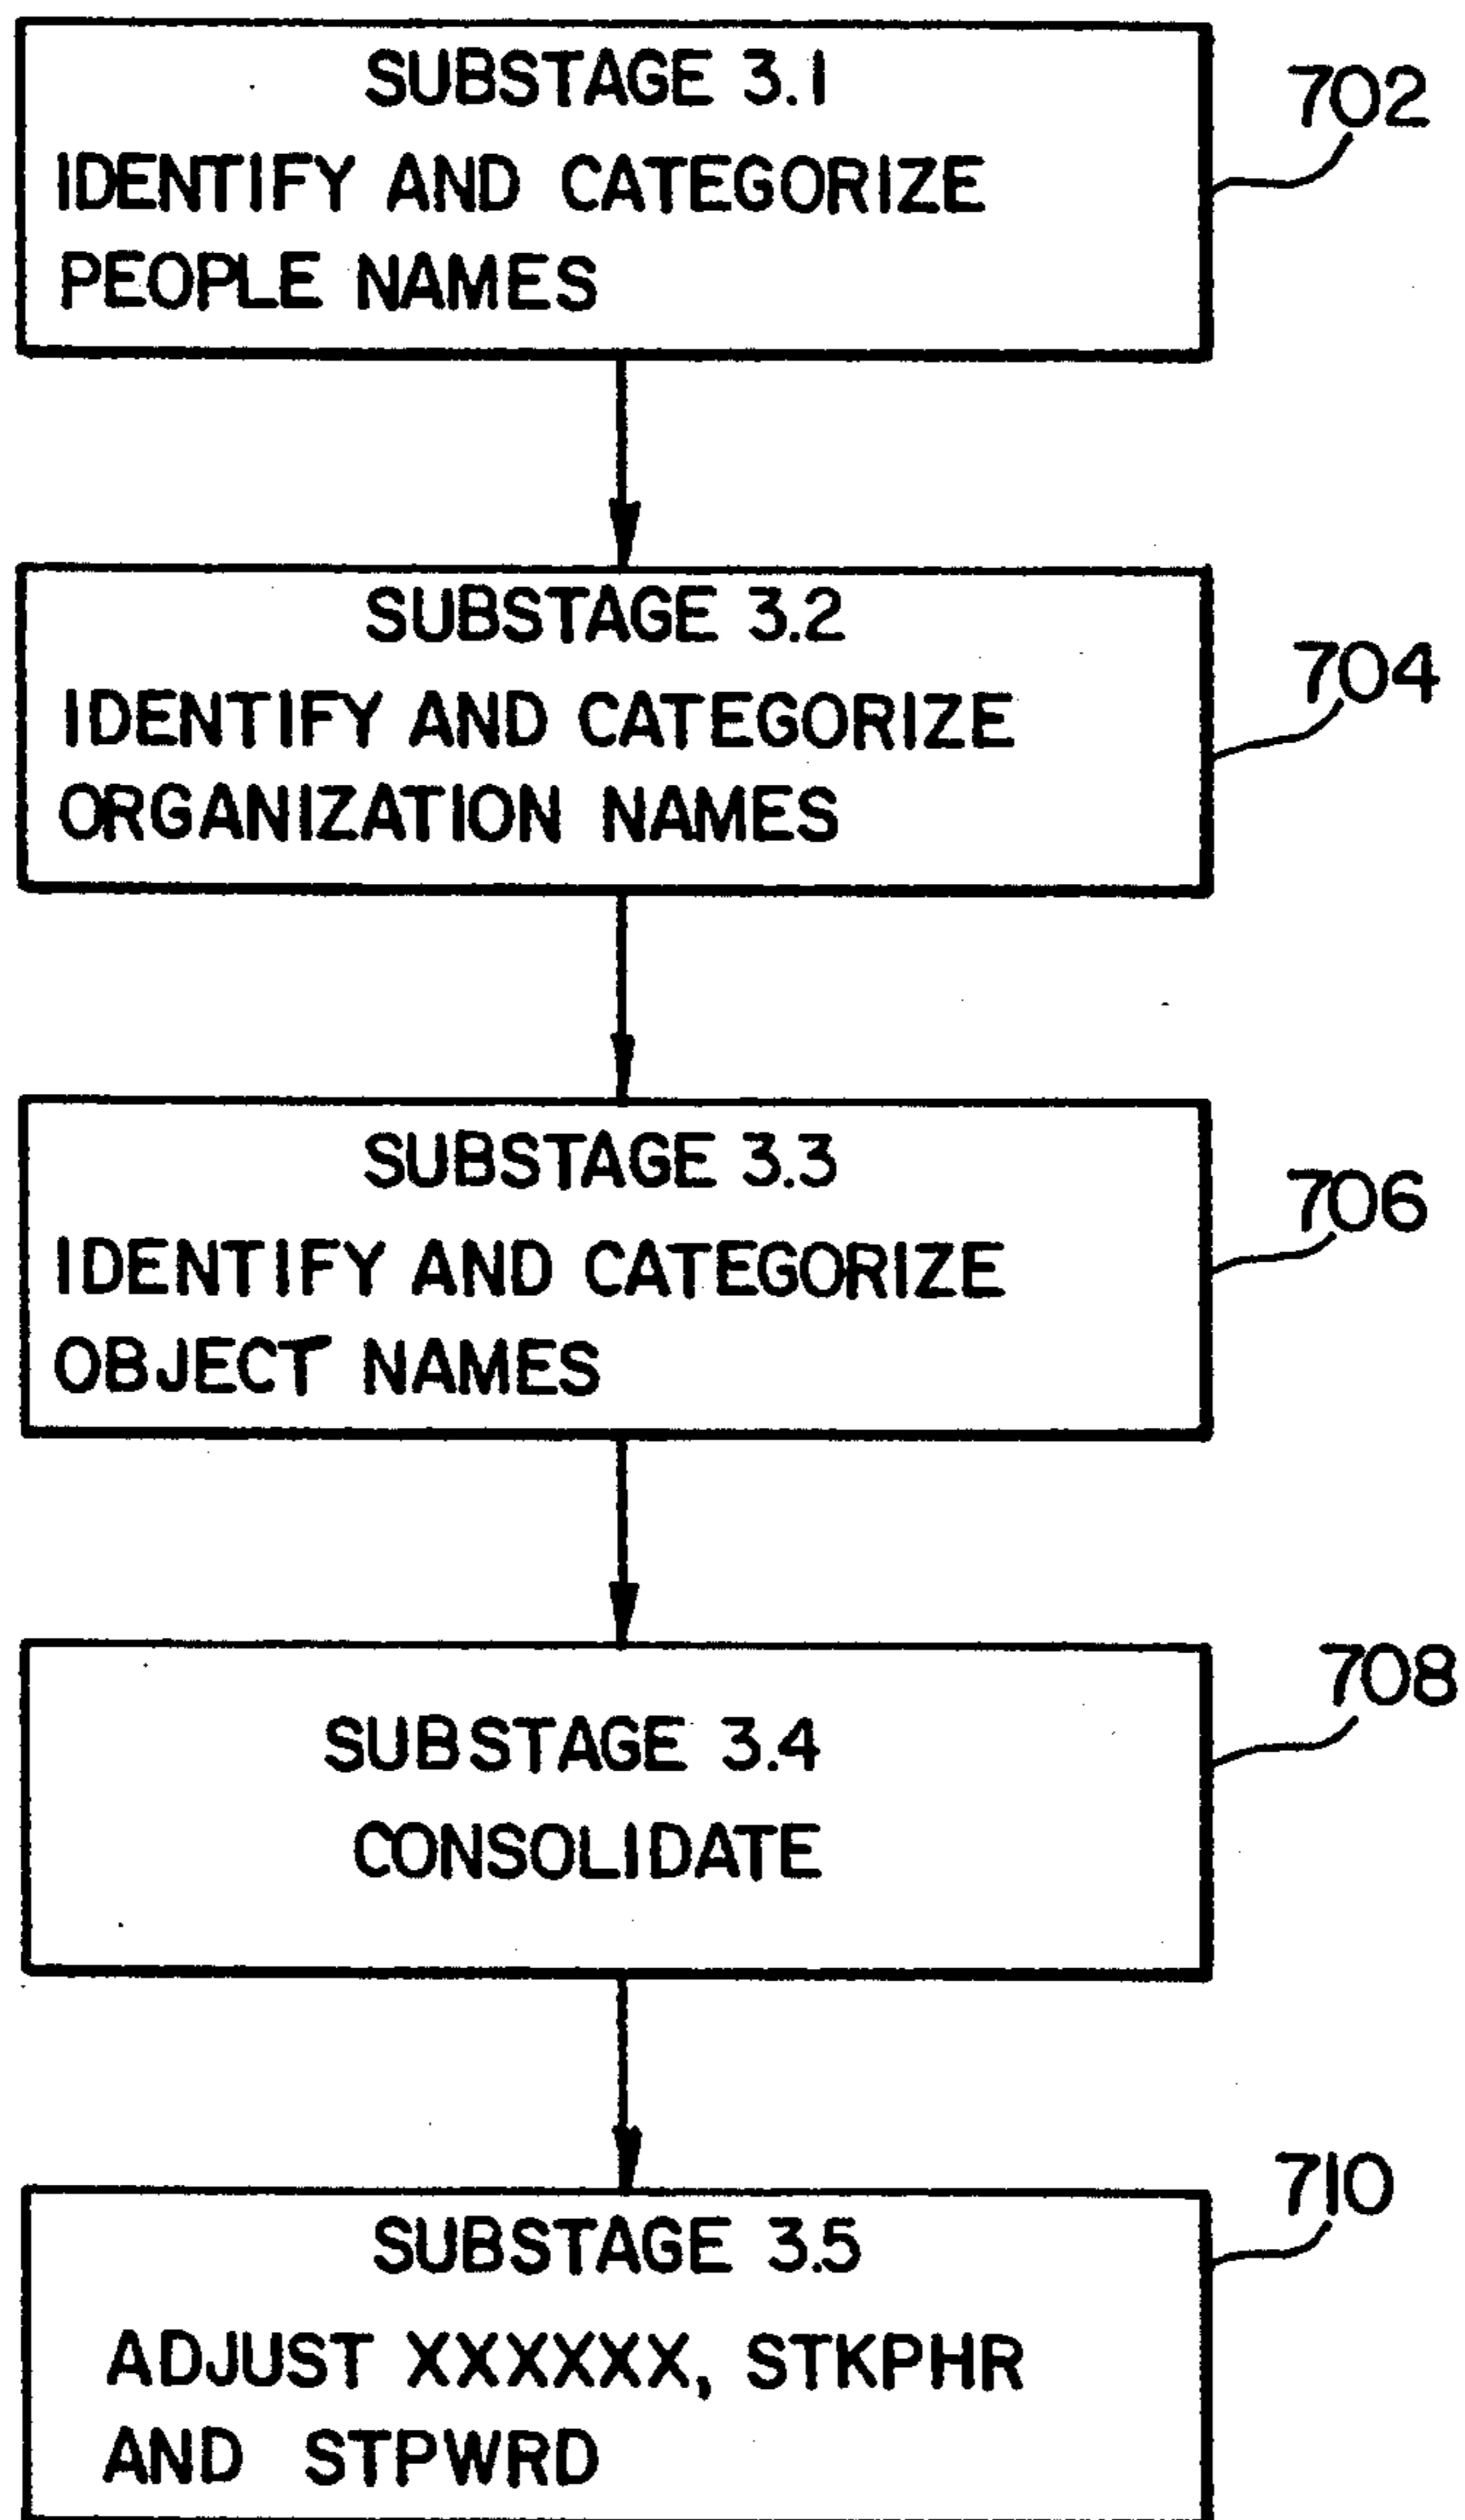 SUBSTAGE 3.1
IDENTIFY AND CATEGORIZE
PEOPLE NAMES
702
SUBSTAGE 3.2
IDENTIFY AND CATEGORIZE
ORGANIZATION NAMES
704
SUBSTAGE 3.3
IDENTIFY AND CATEGORIZE
OBJECT NAMES
706
SUBSTAGE 3.4
CONSOLIDATE
708
SUBSTAGE 3.5
ADJUST XXXXXX, STKPHR
AND STPWRD
710